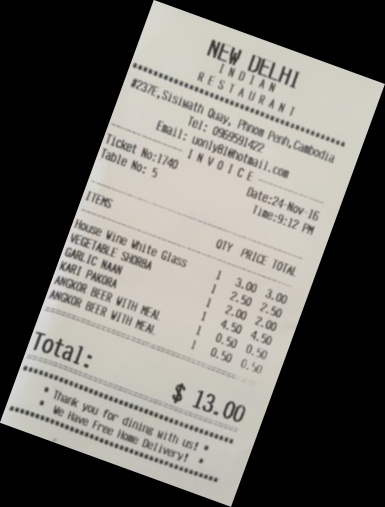 NEW DELHI
INDIAN
RESTAURANT
#237E,Sisiwath Quay, Phnom Penh,Cambodia
Tel: 0969591422
Email: uonly81@hotmail.com
INVOICE
Ticket No:1740 Date:24-Nov-16
Table No: 5 Time:9:12 PM
ITEMS QTY PRICE TOTAL
House Wine White Glass 1 3.00 3.00
VEGETABLE SHORBA 1 2.50 2.50
GARLIC NAAN 1 2.00 2.00
KARI PAKORA 1 4.50 4.50
ANGKOR BEER WITH MEAL 1 0.50 0.50
ANGKOR BEER WITH MEAL 1 0.50 0.50
Total: $ 13.00
* Thank you for dining with us! *
* We Have Free Home Delivery! *